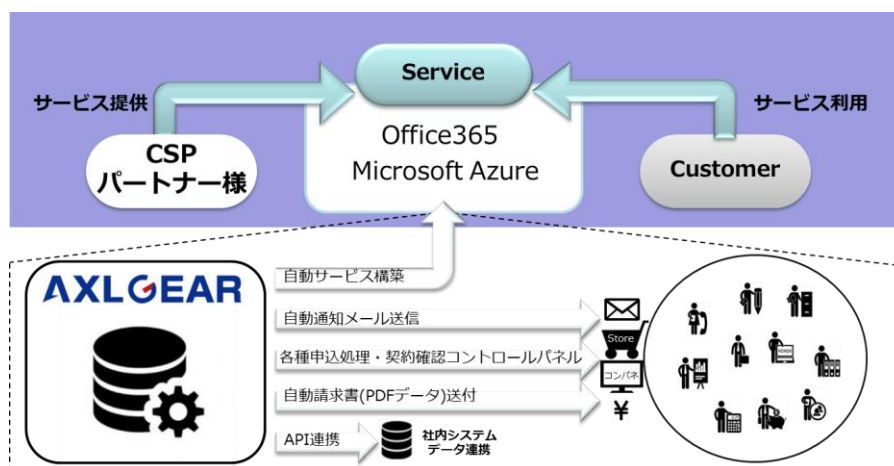 Service
サービス提供
サービス利用
Office365
Microsoft Azure
CSP
パートナー様
Customer
AXLGEAR
自動サービス構築
自動通知メール送信
Store
各種申込処理・契約確認コントロールパネル
コンパネ
自動請求書(PDFデータ)送付
¥
API連携
社内システム
データ連携